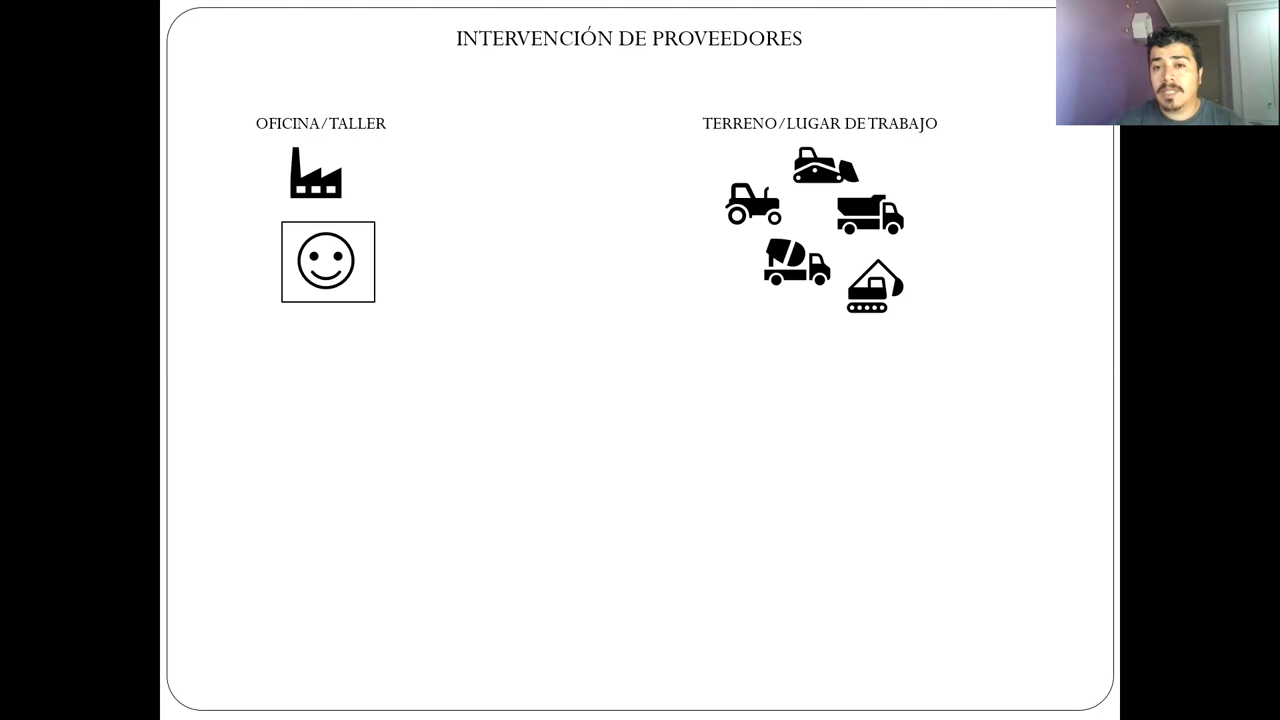 INTERVENCIÓN DE PROVEEDORES
OFICINA/TALLER
TERRENO/LUGAR DE TRABAJO